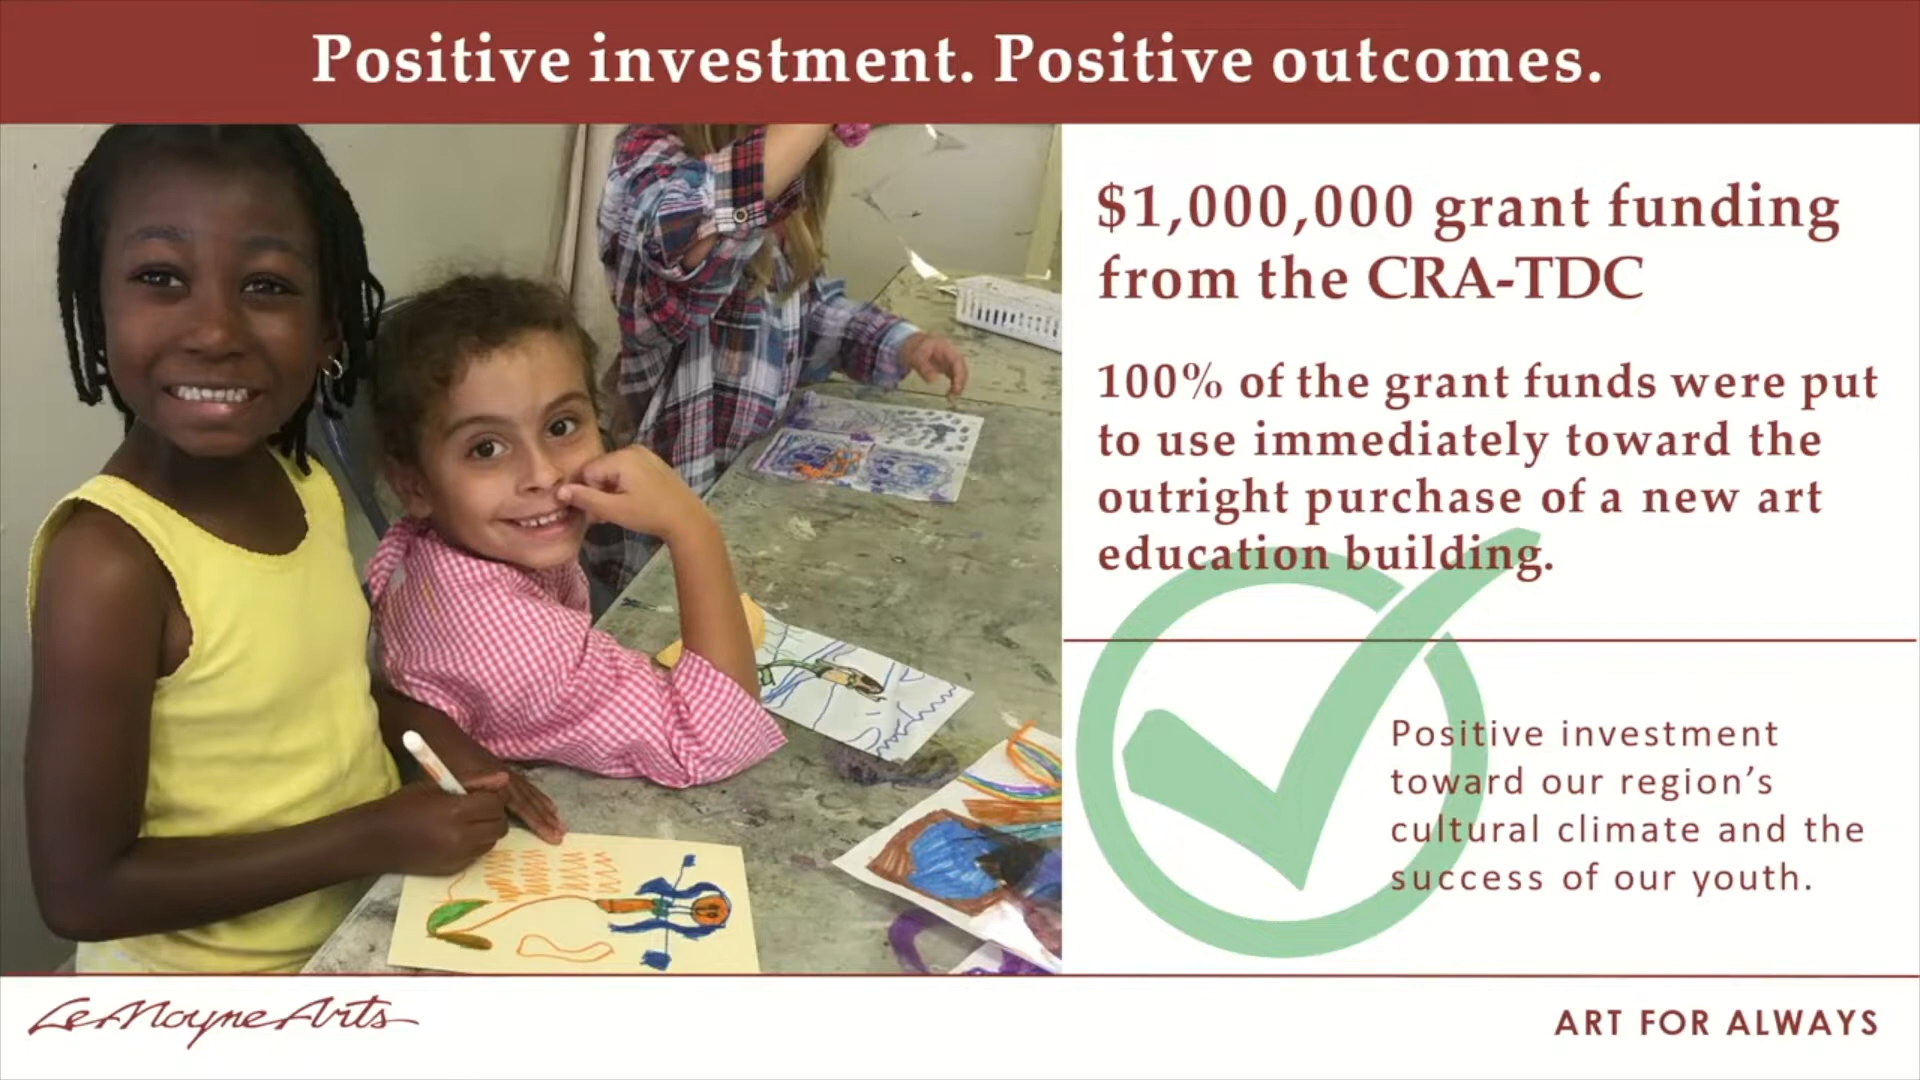 Positive investment. Positive outcomes.
$1,000,000 grant funding
from the CRA-TDC
100% of the grant funds were put
to use immediately toward the
outright purchase of a new art
education building.
Positive investment
toward our region’s
cultural climate and the
success of our youth.
LeMoyne Arts
ART FOR ALWAYS